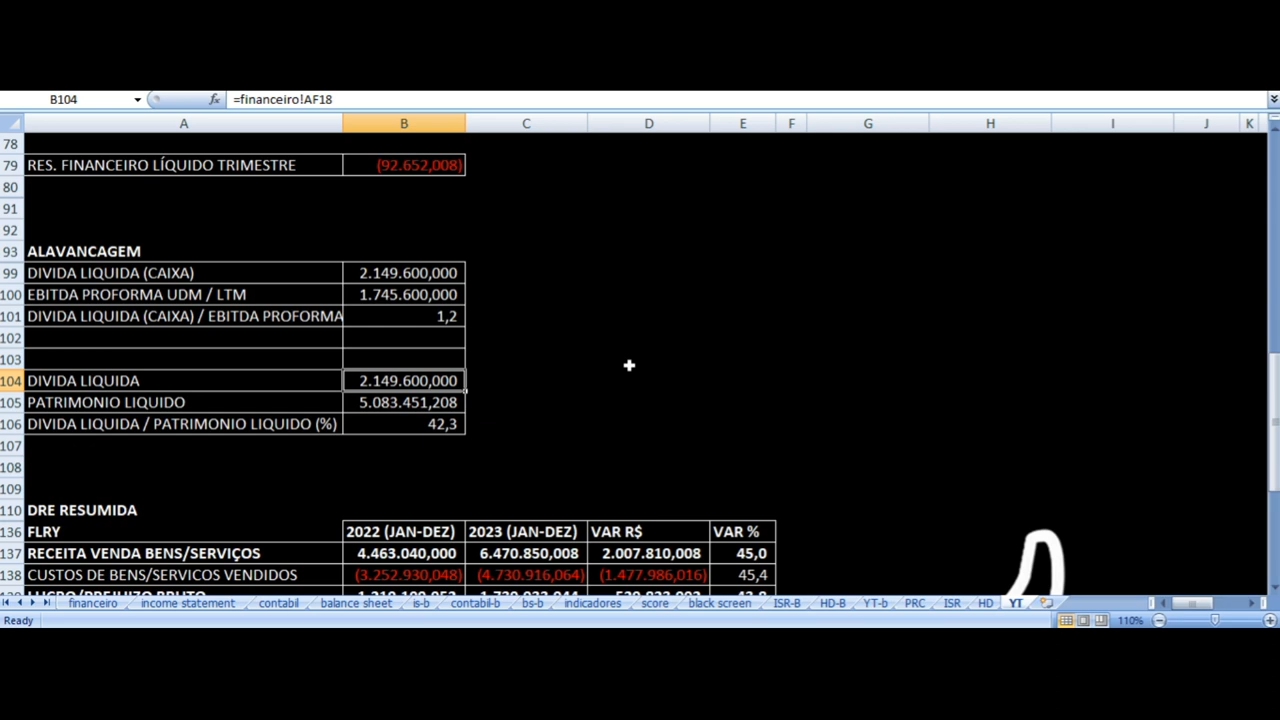 B104 fx =financeiro!AF18
A B C D E F G H I J K
78
79 RES. FINANCEIRO LÍQUIDO TRIMESTRE (92.652,008)
80
91
92
93 ALAVANCAGEM
99 DIVIDA LIQUIDA (CAIXA) 2.149.600,000
100 EBITDA PROFORMA UDM / LTM 1.745.600,000
101 DIVIDA LIQUIDA (CAIXA) / EBITDA PROFORMA 1,2
102
103
104 DIVIDA LIQUIDA 2.149.600,000
105 PATRIMONIO LIQUIDO 5.083.451,208
106 DIVIDA LIQUIDA / PATRIMONIO LIQUIDO (%) 42,3
107
108
109
110 DRE RESUMIDA
136 FLRY 2022 (JAN-DEZ) 2023 (JAN-DEZ) VAR R$ VAR %
137 RECEITA VENDA BENS/SERVIÇOS 4.463.040,000 6.470.850,008 2.007.810,008 45,0
138 CUSTOS DE BENS/SERVICOS VENDIDOS (3.252.930,048) (4.730.916,064) (1.477.986,016) 45,4
financeiro income statement contabil balance sheet is-b contabil-b bs-b indicadores score black screen ISR-B HD-B YT-b PRC ISR HD YT
Ready 110%